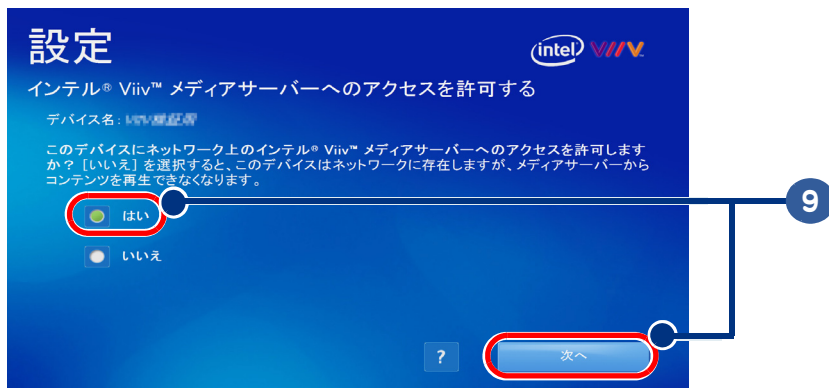 設定
intel VIIV
インテル® Viiv™ メディアサーバーへのアクセスを許可する
デバイス名:
このデバイスにネットワーク上のインテル® Viiv™ メディアサーバーへのアクセスを許可します
か？ [いいえ] を選択すると、このデバイスはネットワークに存在しますが、メディアサーバーから
コンテンツを再生できなくなります。
はい
9
いいえ
?
次へ